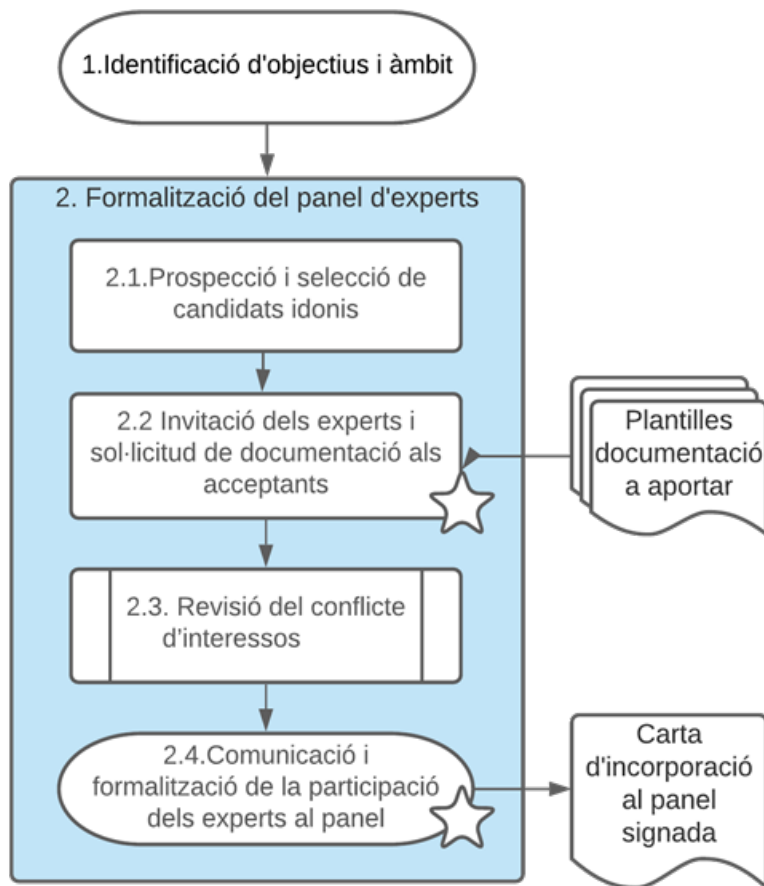 1.Identificació d'objectius i àmbit
2. Formalització del panel d'experts
2.1.Prospecció i selecció de
candidats idonis
2.2 Invitació dels experts i
sol·licitud de documentació als
acceptants
Plantilles
documentació
a aportar
2.3. Revisió del conflicte
d'interessos
2.4.Comunicació i
formalització de la participació
dels experts al panel
Carta
d'incorporació
al panel
signada